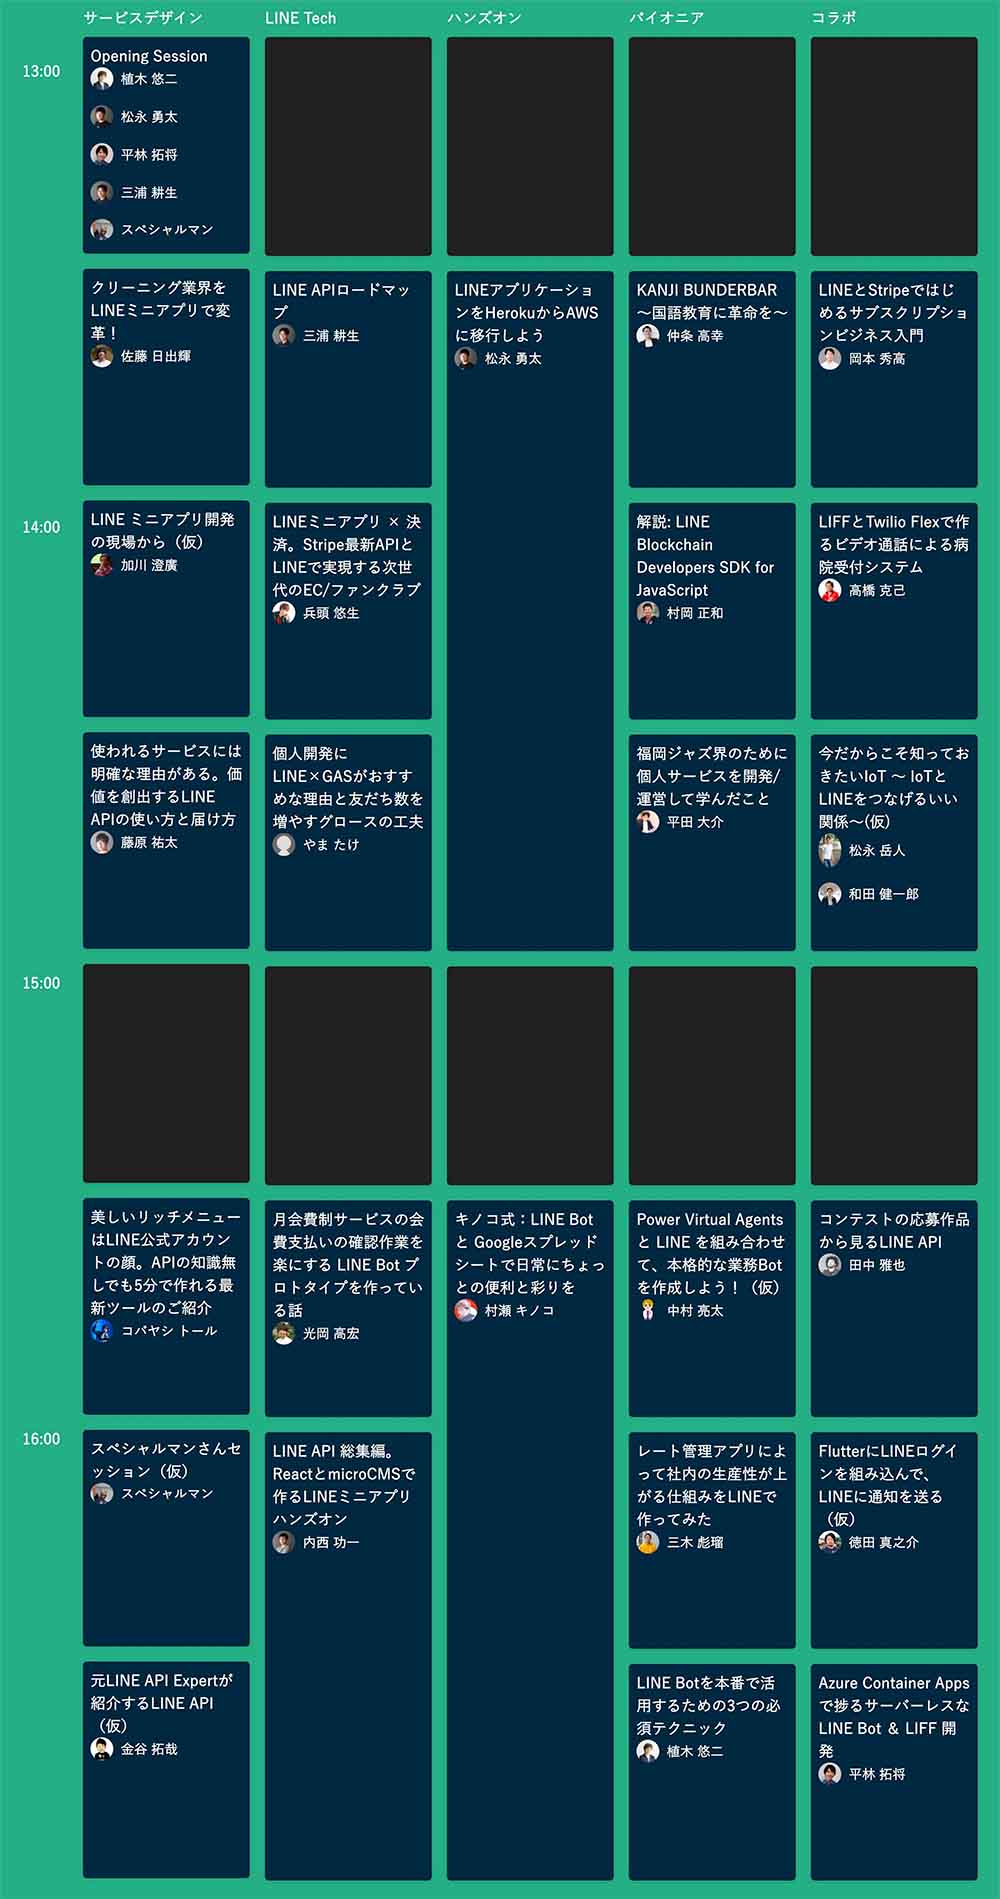 サービスデザイン
LINE Tech
ハンズオン
パイオニア
コラボ
13:00
Opening Session
植木 悠二
松永 勇太
平林 拓将
三浦 耕生
スペシャルマン
クリーニング業界を
LINEミニアプリで変
革！
佐藤 日出輝
LINE APIロードマッ
プ
三浦 耕生
LINEアプリケーショ
ンをHerokuからAWS
に移行しよう
松永 勇太
KANJI BUNDERBAR
〜国語教育に革命を〜
仲条 高幸
LINEとStripeではじ
めるサブスクリプショ
ンビジネス入門
岡本 秀高
14:00
LINE ミニアプリ開発
の現場から（仮）
加川 澄廣
LINEミニアプリ × 決
済。Stripe最新APIと
LINEで実現する次世
代のEC/ファンクラブ
兵頭 悠生
解説: LINE
Blockchain
Developers SDK for
JavaScript
村岡 正和
LIFFとTwilio Flexで作
るビデオ通話による病
院受付システム
高橋 克己
使われるサービスには
明確な理由がある。価
値を創出するLINE
APIの使い方と届け方
藤原 祐太
個人開発に
LINE×GASがおすす
めな理由と友だち数を
増やすグロースの工夫
やま たけ
福岡ジャズ界のために
個人サービスを開発/
運営して学んだこと
平田 大介
今だからこそ知ってお
きたいIoT 〜 IoTと
LINEをつなげるいい
関係〜(仮)
松永 岳人
和田 健一郎
15:00
美しいリッチメニュー
はLINE公式アカウン
トの顔。APIの知識無
しでも5分で作れる最
新ツールのご紹介
コバヤシ トール
月会費制サービスの会
費支払いの確認作業を
楽にする LINE Bot プ
ロトタイプを作ってい
る話
光岡 高宏
キノコ式：LINE Bot
と Googleスプレッド
シートで日常にちょっ
との便利と彩りを
村瀬 キノコ
Power Virtual Agents
と LINE を組み合わせ
て、本格的な業務Bot
を作成しよう！（仮）
中村 亮太
コンテストの応募作品
から見るLINE API
田中 雅也
16:00
スペシャルマンさんセ
ッション（仮）
スペシャルマン
LINE API 総集編。
ReactとmicroCMSで
作るLINEミニアプリ
ハンズオン
内西 功一
レート管理アプリによ
って社内の生産性が上
がる仕組みをLINEで
作ってみた
三木 彪瑠
FlutterにLINEログイ
ンを組み込んで、
LINEに通知を送る
（仮）
徳田 真之介
元LINE API Expertが
紹介するLINE API
（仮）
金谷 拓哉
LINE Botを本番で活
用するための3つの必
須テクニック
植木 悠二
Azure Container Apps
で捗るサーバーレスな
LINE Bot ＆ LIFF 開
発
平林 拓将